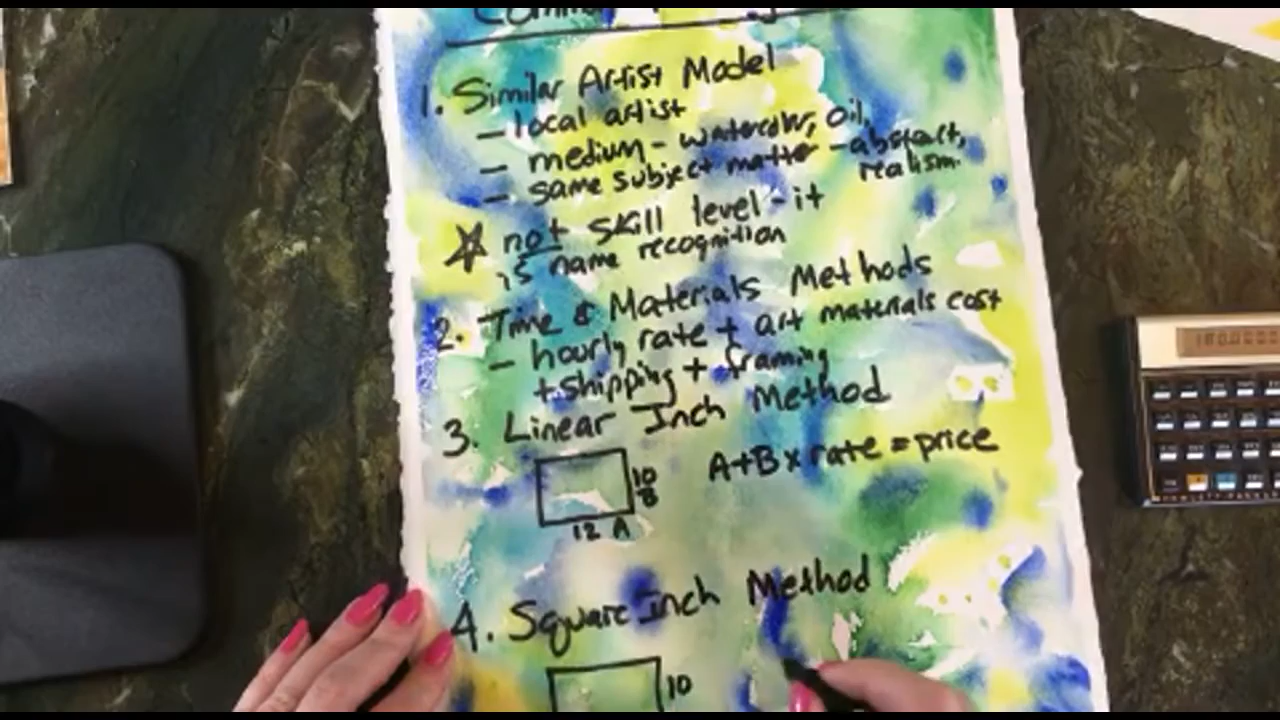 1. Similar Artist Model
- local artist
- medium - watercolor, oil,
- same subject matter - abstract,
realism.
☆ not skill level - it
is name recognition
2. Time & Materials Methods
- hourly rate + art materials cost
+ shipping + framing
3. Linear Inch Method
10
B
12 A
A+B x rate = price
4. Square Inch Method
10